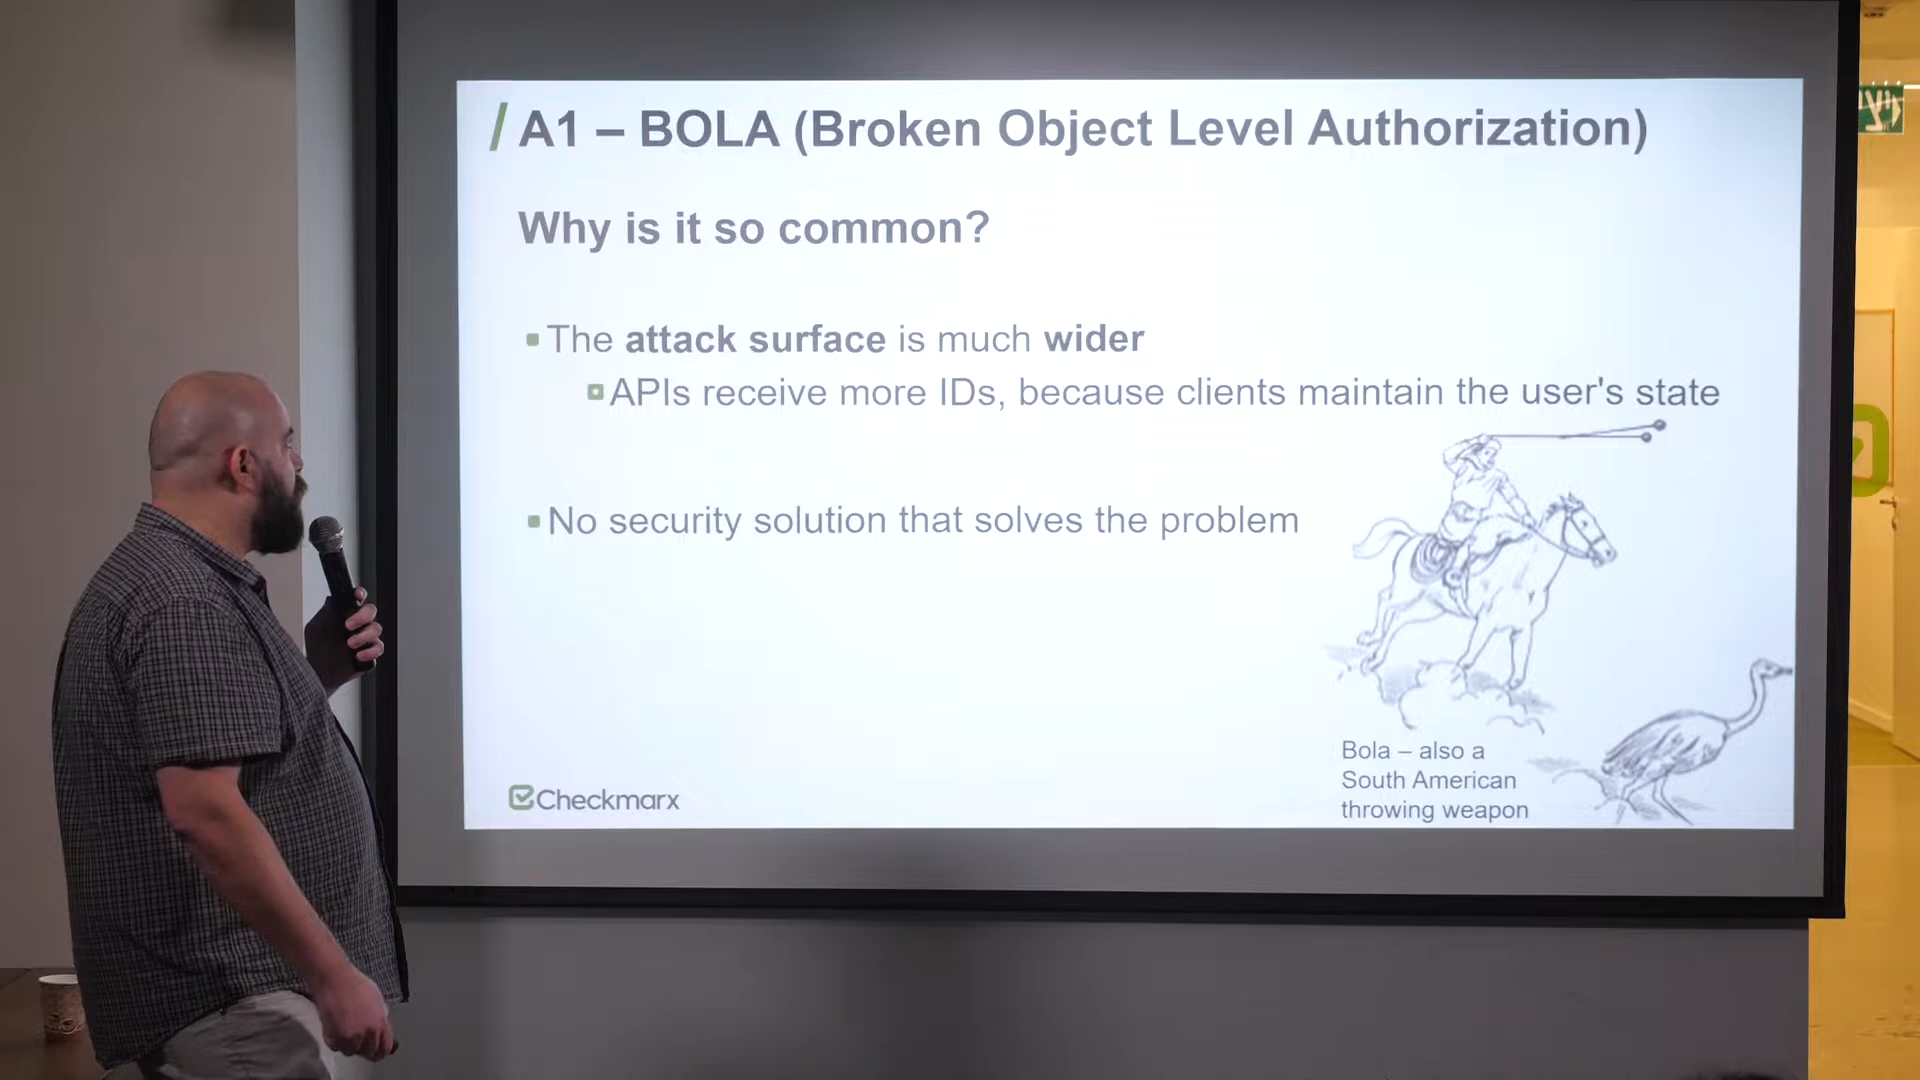 A1 – BOLA (Broken Object Level Authorization)
Why is it so common?
The attack surface is much wider
APIs receive more IDs, because clients maintain the user's state
No security solution that solves the problem
Bola – also a
South American
throwing weapon
Checkmarx